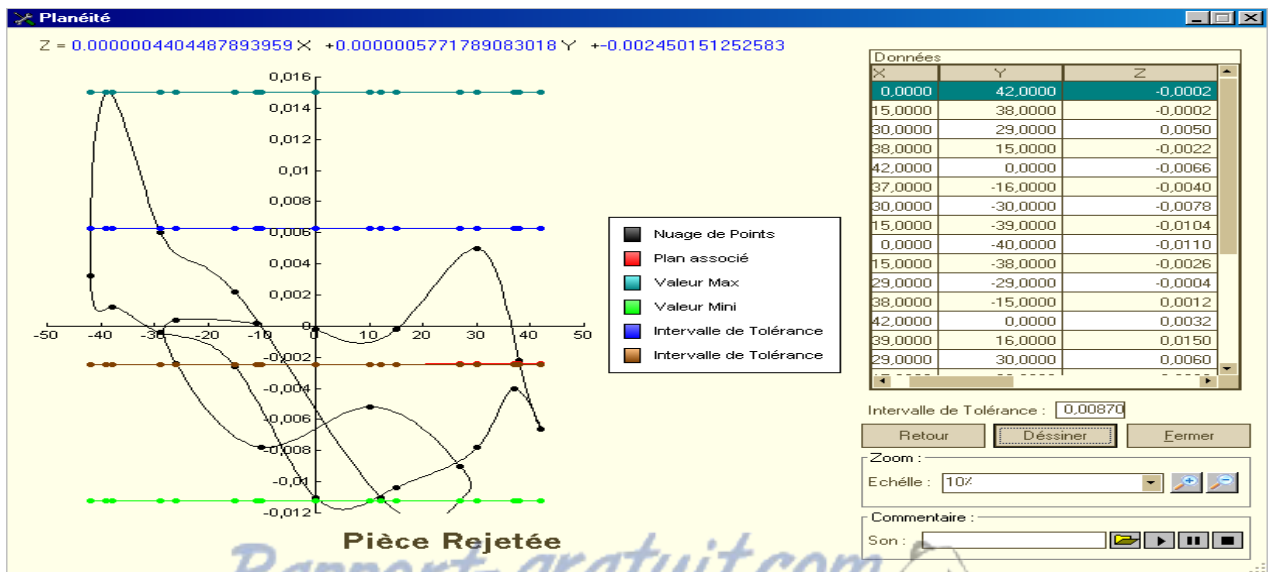 Planéité
Z = 0.0000004404487893959 X +0.0000005771789083018 Y +-0.002450151252583
0,016
0,014
0,012
0,01
0,008
0,006
0,004
0,002
0
-0,002
-0,004
-0,006
-0,008
-0,01
-0,012
-50 -40 -30 -20 -10 10 20 30 40 50
Nuage de Points
Plan associé
Valeur Max
Valeur Mini
Intervalle de Tolérance
Intervalle de Tolérance
Pièce Rejetée
Données
X Y Z
0,0000 42,0000 -0,0002
15,0000 38,0000 -0,0002
30,0000 29,0000 0,0050
38,0000 15,0000 -0,0022
42,0000 0,0000 -0,0066
37,0000 -16,0000 -0,0040
30,0000 -30,0000 -0,0078
15,0000 -39,0000 -0,0104
0,0000 -40,0000 -0,0110
15,0000 -38,0000 -0,0026
29,0000 -29,0000 -0,0004
38,0000 -15,0000 0,0012
42,0000 0,0000 0,0032
39,0000 16,0000 0,0150
29,0000 30,0000 0,0060
Intervalle de Tolérance : 0,00870
Retour Déssiner Fermer
Zoom :
Echélle : 10%
Commentaire :
Son :
Rapport-gratuit.com